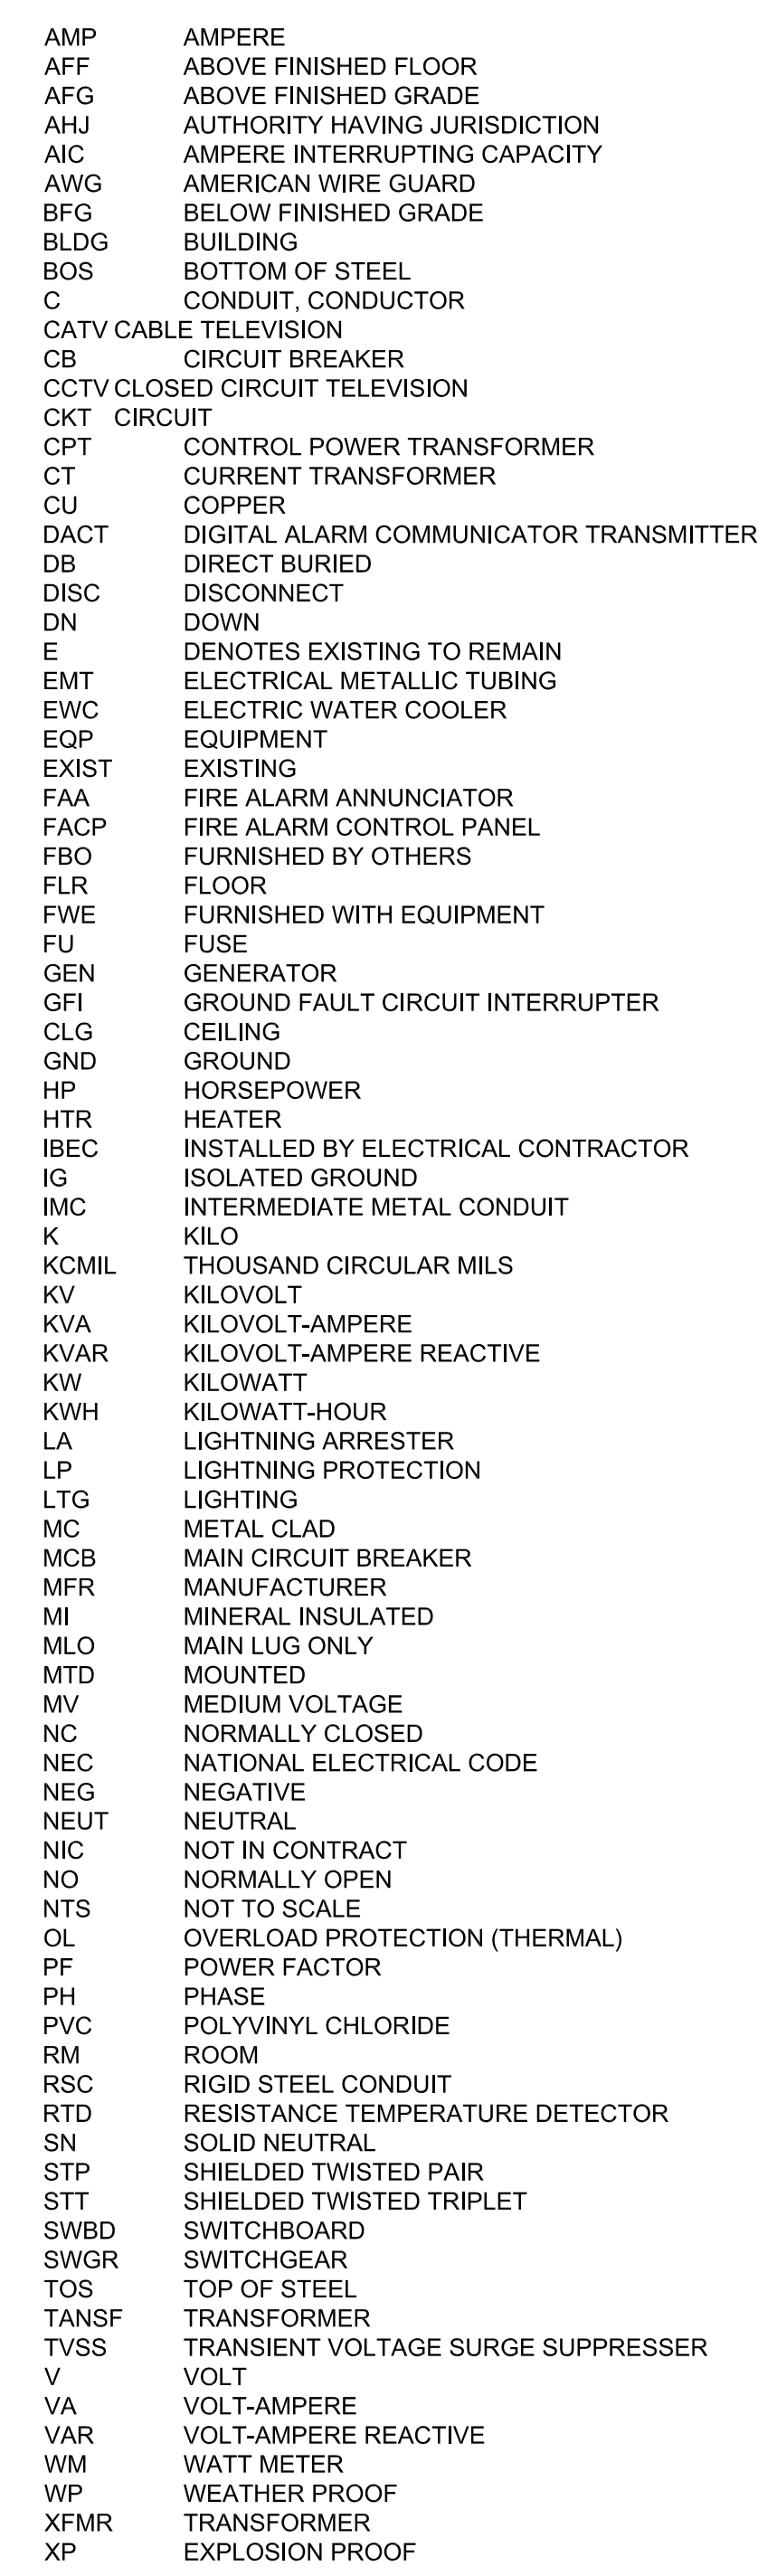 AMP AMPERE
AFF ABOVE FINISHED FLOOR
AFG ABOVE FINISHED GRADE
AHJ AUTHORITY HAVING JURISDICTION
AIC AMPERE INTERRUPTING CAPACITY
AWG AMERICAN WIRE GUARD
BFG BELOW FINISHED GRADE
BLDG BUILDING
BOS BOTTOM OF STEEL
C CONDUIT, CONDUCTOR
CATV CABLE TELEVISION
CB CIRCUIT BREAKER
CCTV CLOSED CIRCUIT TELEVISION
CKT CIRCUIT
CPT CONTROL POWER TRANSFORMER
CT CURRENT TRANSFORMER
CU COPPER
DACT DIGITAL ALARM COMMUNICATOR TRANSMITTER
DB DIRECT BURIED
DISC DISCONNECT
DN DOWN
E DENOTES EXISTING TO REMAIN
EMT ELECTRICAL METALLIC TUBING
EWC ELECTRIC WATER COOLER
EQP EQUIPMENT
EXIST EXISTING
FAA FIRE ALARM ANNUNCIATOR
FACP FIRE ALARM CONTROL PANEL
FBO FURNISHED BY OTHERS
FLR FLOOR
FWE FURNISHED WITH EQUIPMENT
FU FUSE
GEN GENERATOR
GFI GROUND FAULT CIRCUIT INTERRUPTER
CLG CEILING
GND GROUND
HP HORSEPOWER
HTR HEATER
IBEC INSTALLED BY ELECTRICAL CONTRACTOR
IG ISOLATED GROUND
IMC INTERMEDIATE METAL CONDUIT
K KILO
KCMIL THOUSAND CIRCULAR MILS
KV KILOVOLT
KVA KILOVOLT-AMPERE
KVAR KILOVOLT-AMPERE REACTIVE
KW KILOWATT
KWH KILOWATT-HOUR
LA LIGHTNING ARRESTER
LP LIGHTNING PROTECTION
LTG LIGHTING
MC METAL CLAD
MCB MAIN CIRCUIT BREAKER
MFR MANUFACTURER
MI MINERAL INSULATED
MLO MAIN LUG ONLY
MTD MOUNTED
MV MEDIUM VOLTAGE
NC NORMALLY CLOSED
NEC NATIONAL ELECTRICAL CODE
NEG NEGATIVE
NEUT NEUTRAL
NIC NOT IN CONTRACT
NO NORMALLY OPEN
NTS NOT TO SCALE
OL OVERLOAD PROTECTION (THERMAL)
PF POWER FACTOR
PH PHASE
PVC POLYVINYL CHLORIDE
RM ROOM
RSC RIGID STEEL CONDUIT
RTD RESISTANCE TEMPERATURE DETECTOR
SN SOLID NEUTRAL
STP SHIELDED TWISTED PAIR
STT SHIELDED TWISTED TRIPLET
SWBD SWITCHBOARD
SWGR SWITCHGEAR
TOS TOP OF STEEL
TANSF TRANSFORMER
TVSS TRANSIENT VOLTAGE SURGE SUPPRESSER
V VOLT
VA VOLT-AMPERE
VAR VOLT-AMPERE REACTIVE
WM WATT METER
WP WEATHER PROOF
XFMR TRANSFORMER
XP EXPLOSION PROOF